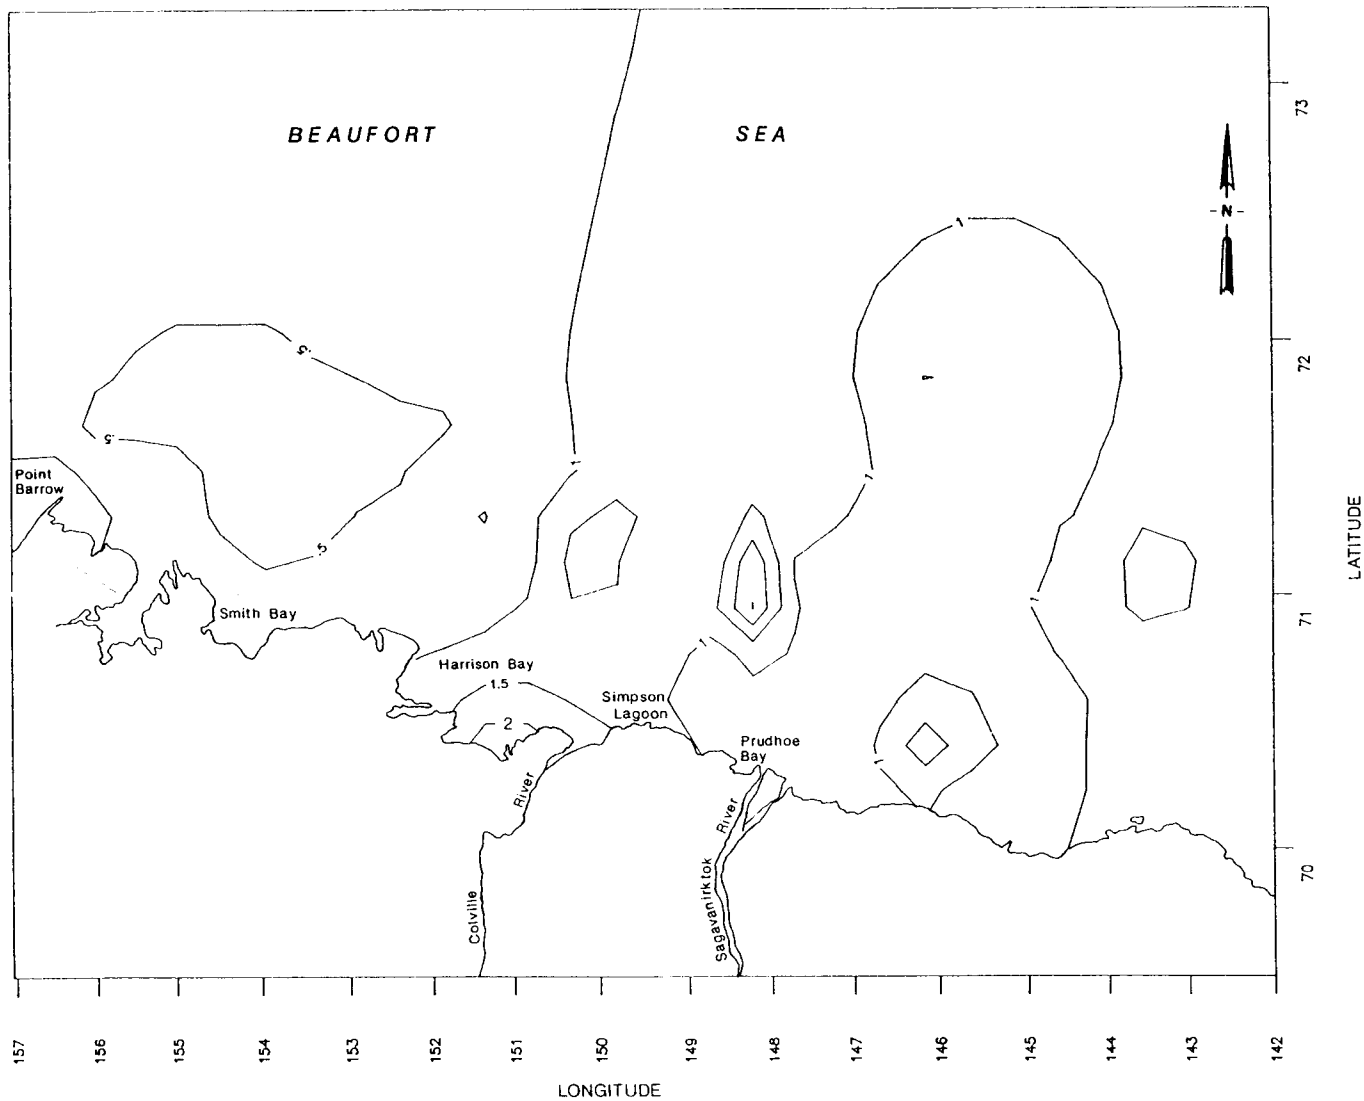 BEAUFORT SEA
73
- N -
1
.5
72
.5
1
1
Point
Barrow
.5
71
1
Smith Bay
LATITUDE
Harrison Bay
1
1.5
Simpson
Lagoon
2
Prudhoe
Bay
1
River
River
70
Colville
Sagavanirktok
157
156
155
154
153
152
151
150
149
148
147
146
145
144
143
142
LONGITUDE